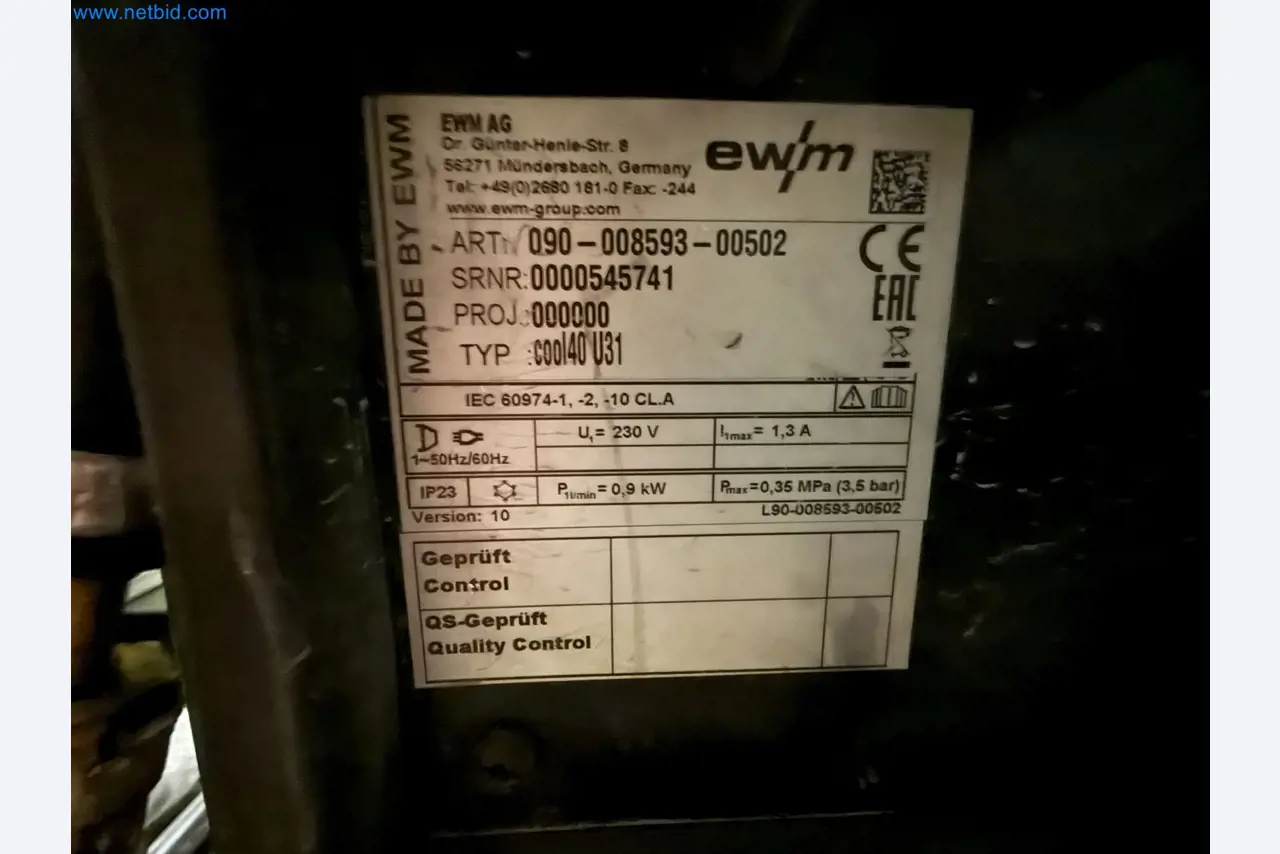 www.netbid.com
MADE BY EWM
EWM AG
Dr. Günter-Henle-Str. 8
56271 Mündersbach, Germany
Tel: +49(0)2680 181-0 Fax: -244
www.ewm-group.com
ewm
ART.: 090-008593-00502
CE
SRNR:0000545741
EAC
PROJ.:000000
TYP :cool40 U31
IEC 60974-1, -2, -10 CL.A
1~50Hz/60Hz
U₁= 230 V
I₁max= 1,3 A
IP23
P₁l/min= 0,9 kW
Pmax=0,35 MPa (3,5 bar)
Version: 10
L90-008593-00502
Geprüft
Control
QS-Geprüft
Quality Control